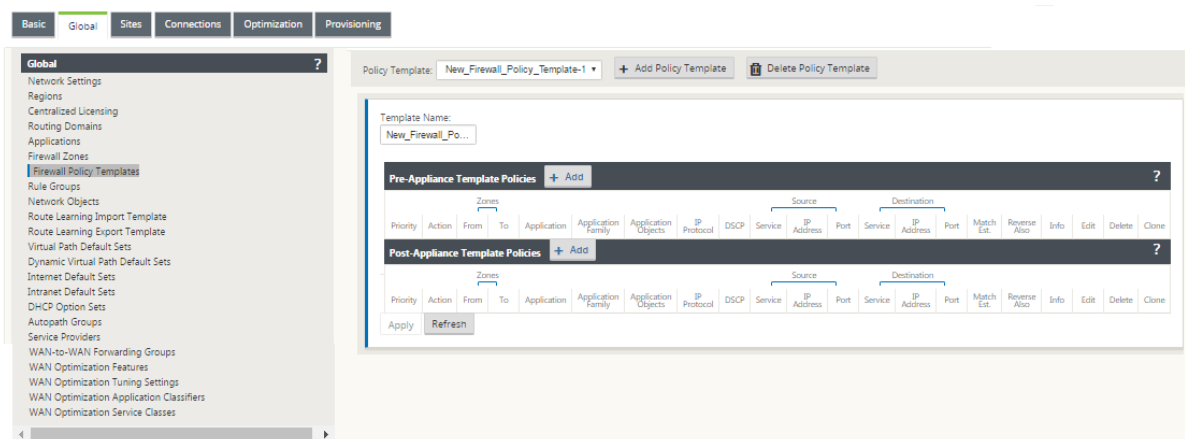 Basic Global Sites Connections Optimization Provisioning
Global ?
Network Settings
Regions
Centralized Licensing
Routing Domains
Applications
Firewall Zones
Firewall Policy Templates
Rule Groups
Network Objects
Route Learning Import Template
Route Learning Export Template
Virtual Path Default Sets
Dynamic Virtual Path Default Sets
Internet Default Sets
Intranet Default Sets
DHCP Option Sets
Autopath Groups
Service Providers
WAN-to-WAN Forwarding Groups
WAN Optimization Features
WAN Optimization Tuning Settings
WAN Optimization Application Classifiers
WAN Optimization Service Classes
Policy Template: New_Firewall_Policy_Template-1 + Add Policy Template Delete Policy Template
Template Name:
New_Firewall_Po...
Pre-Appliance Template Policies + Add ?
Zones Source Destination
Priority Action From To Application Application Family Application Objects IP Protocol DSCP Service IP Address Port Service IP Address Port Match Est. Reverse Also Info Edit Delete Clone
Post-Appliance Template Policies + Add ?
Zones Source Destination
Priority Action From To Application Application Family Application Objects IP Protocol DSCP Service IP Address Port Service IP Address Port Match Est. Reverse Also Info Edit Delete Clone
Apply Refresh